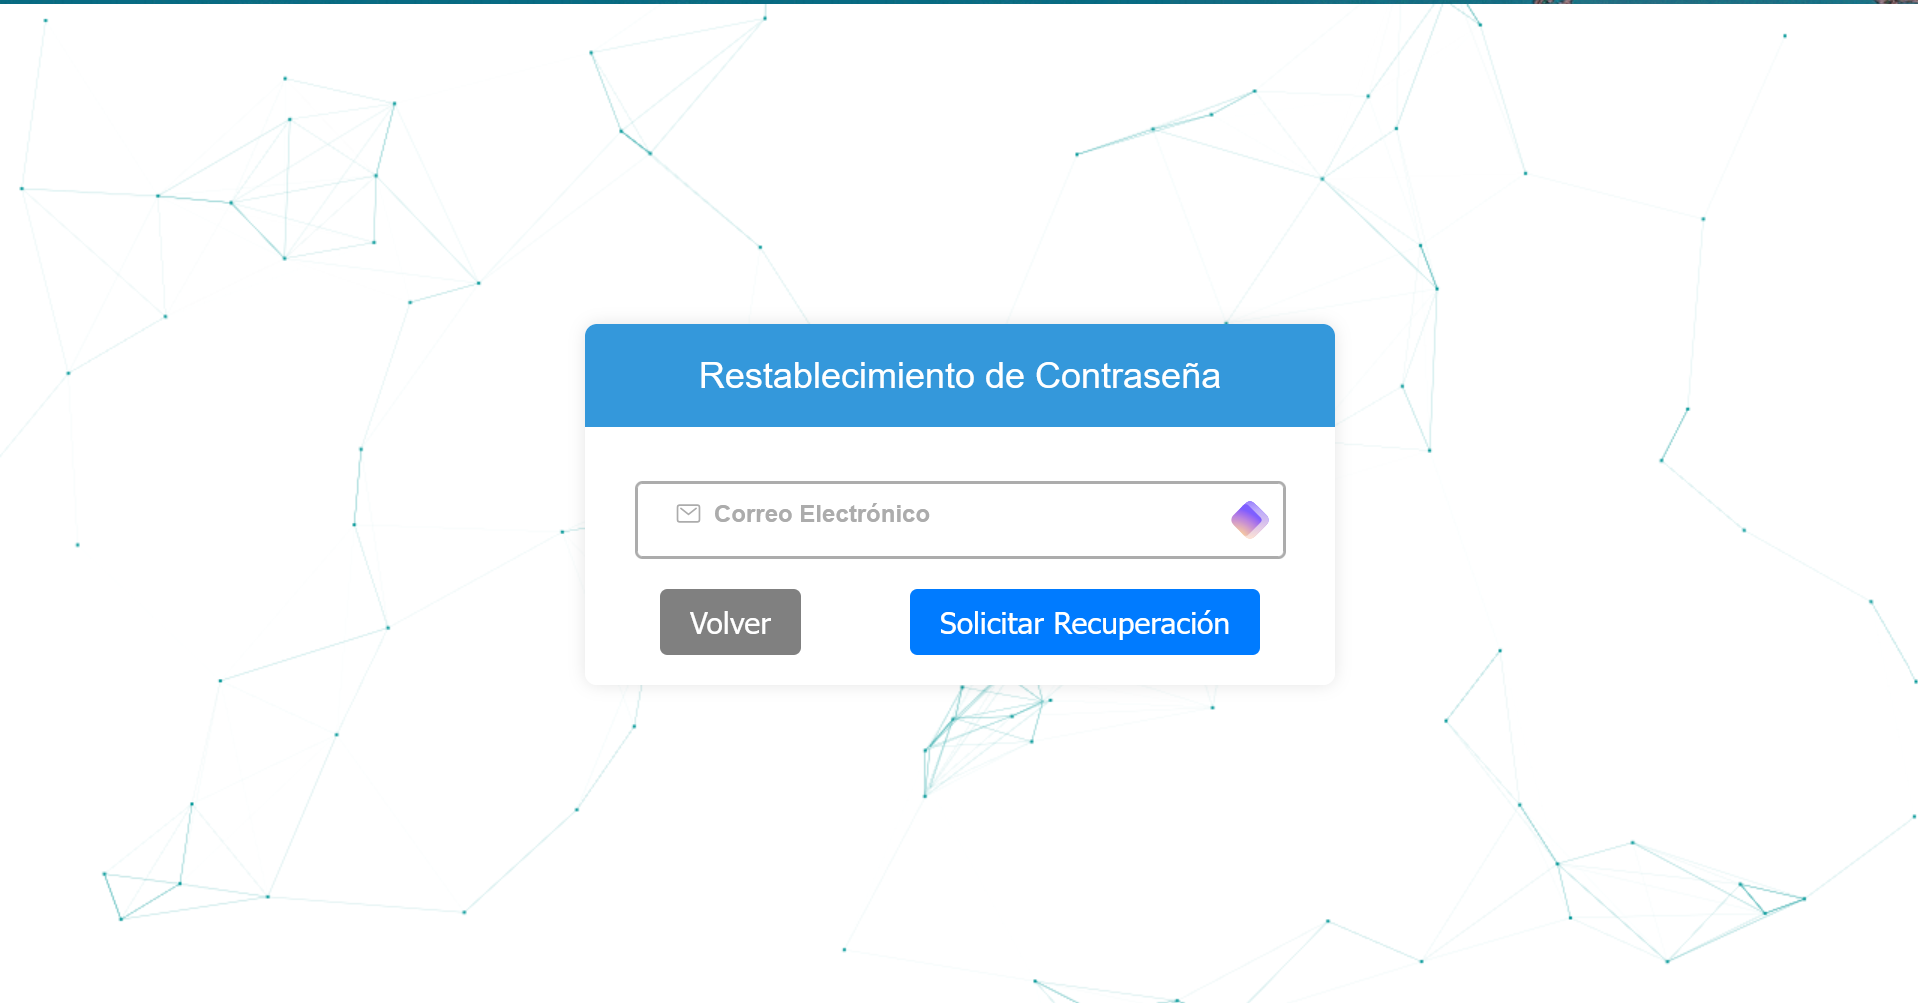 Restablecimiento de Contraseña
Correo Electrónico
Volver
Solicitar Recuperación